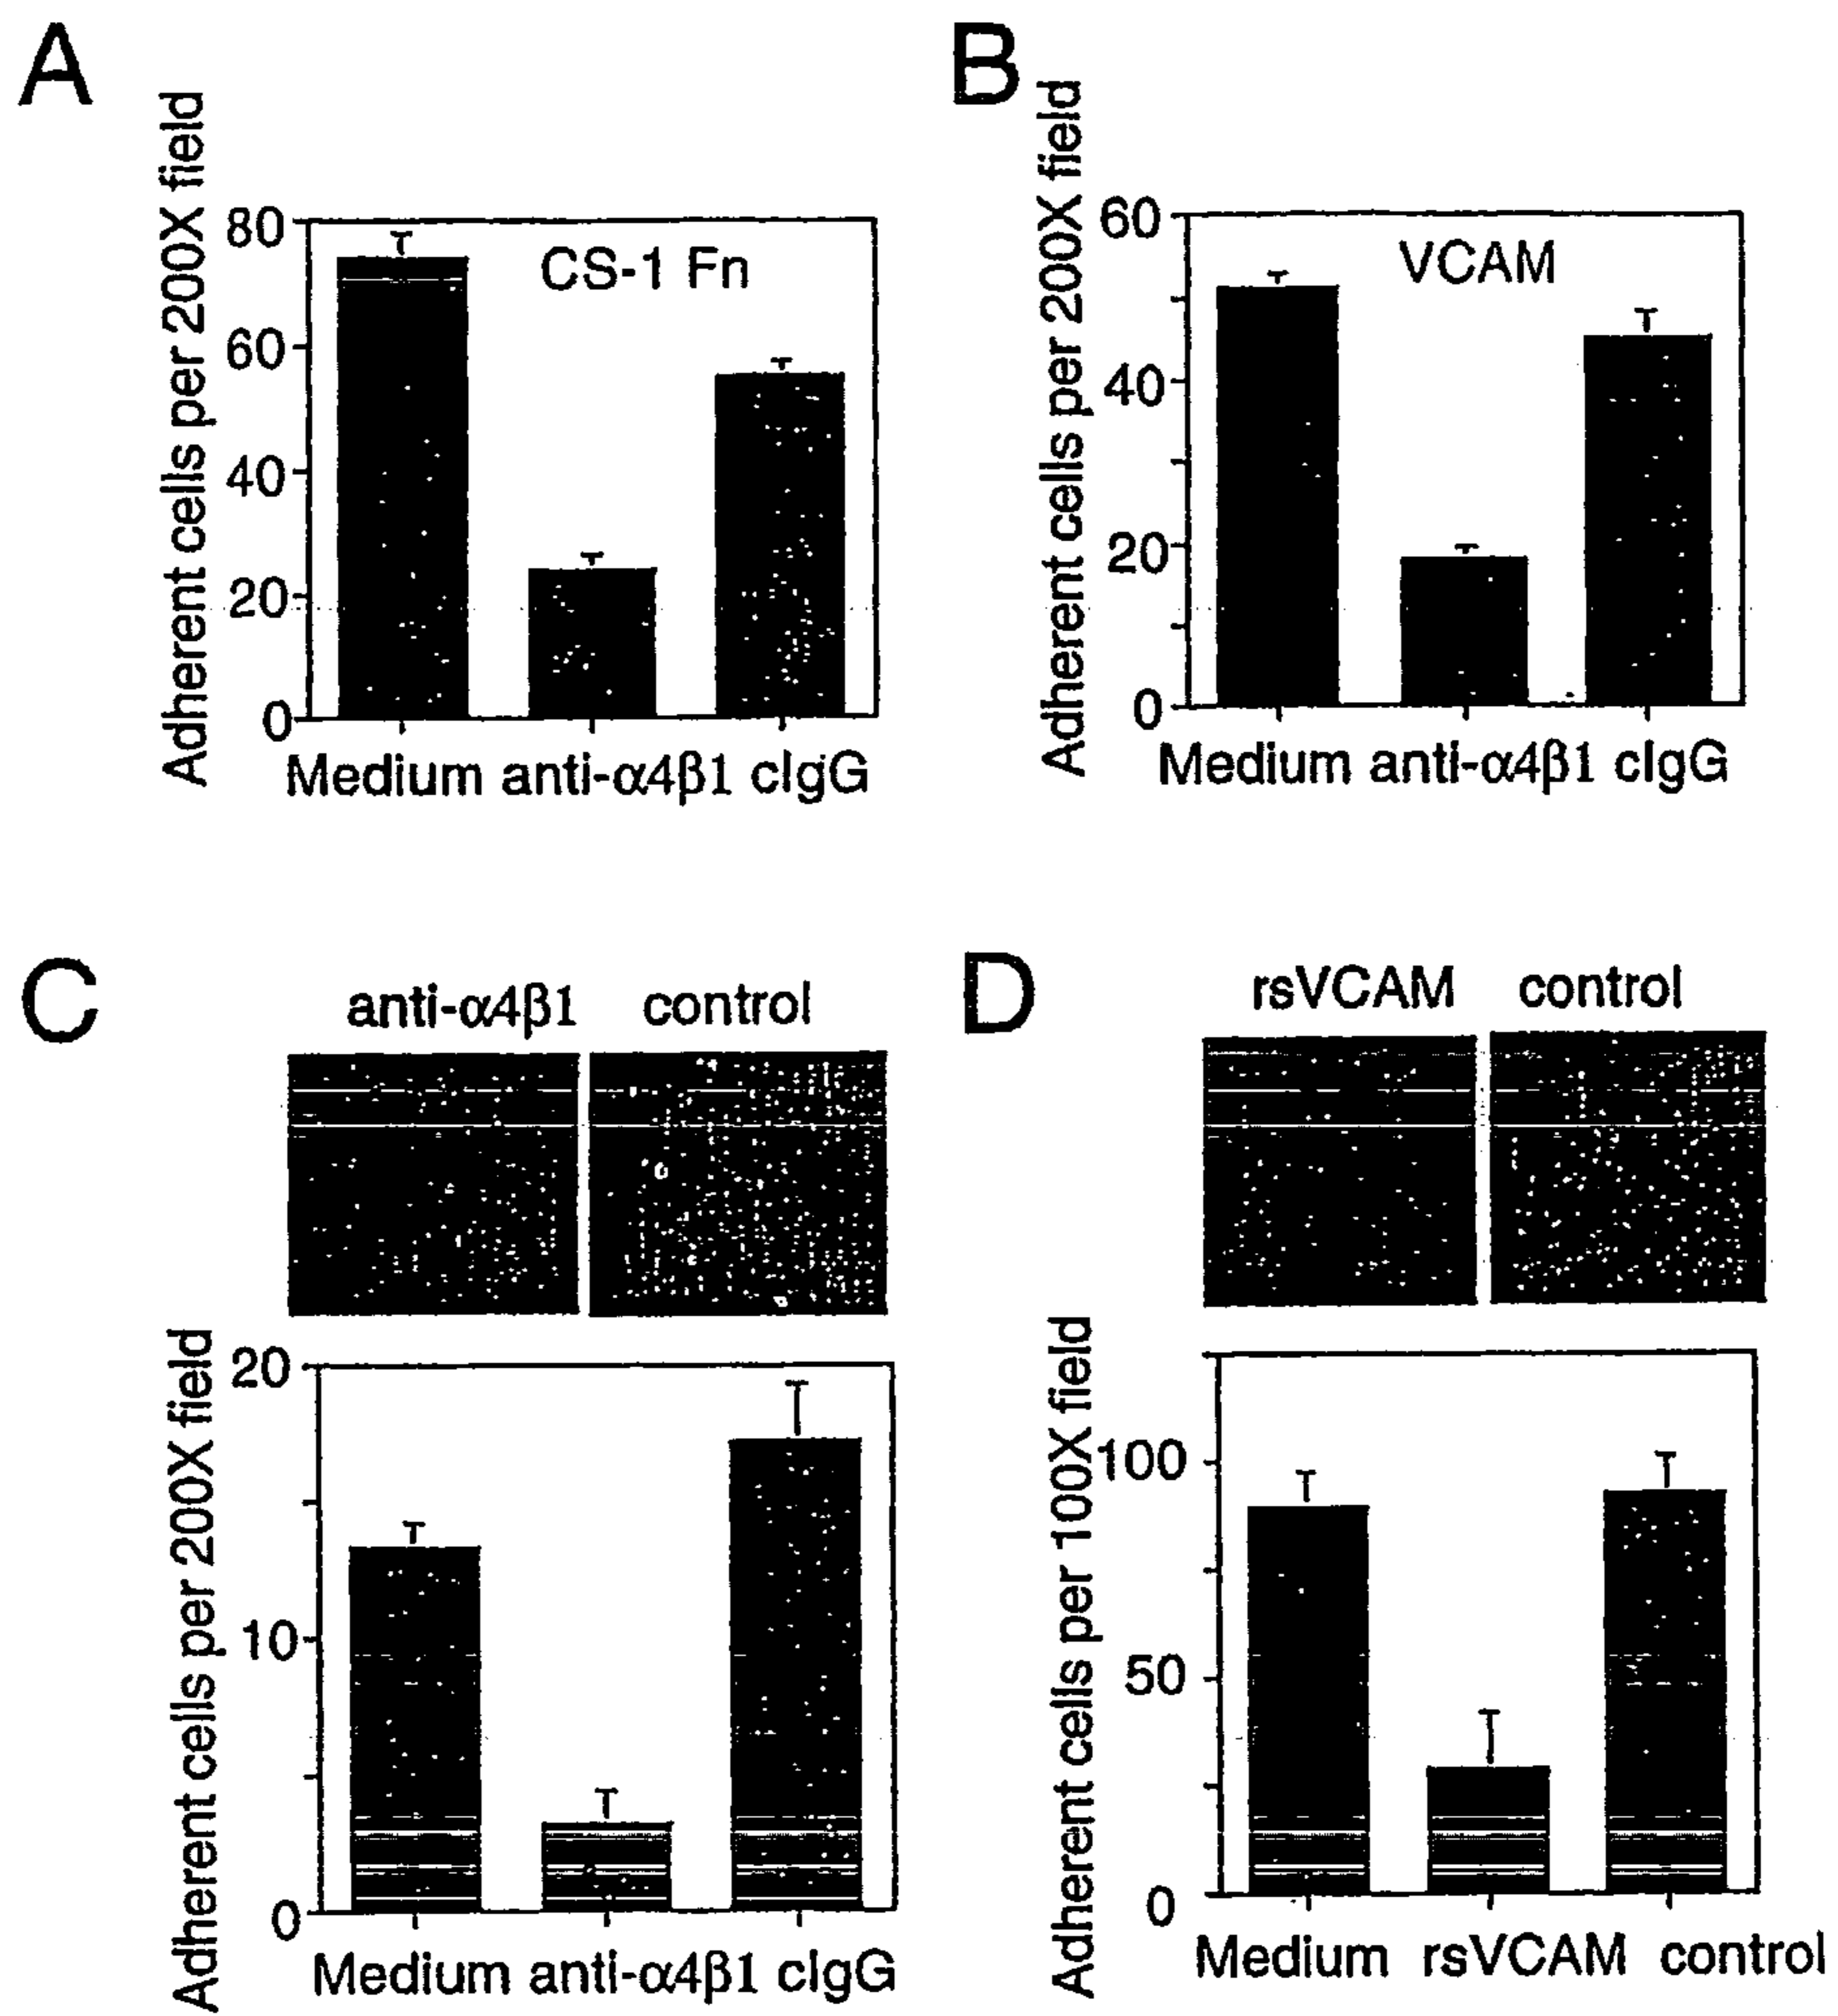 A
Adherent cells per 200X field
80
60
40
20
0
CS-1 Fn
Medium anti-α4β1 cIgG
B
Adherent cells per 200X field
60
40
20
0
VCAM
Medium anti-α4β1 cIgG
C
anti-α4β1 control
Adherent cells per 200X field
20
10
0
Medium anti-α4β1 cIgG
D
rsVCAM control
Adherent cells per 100X field
100
50
0
Medium rsVCAM control